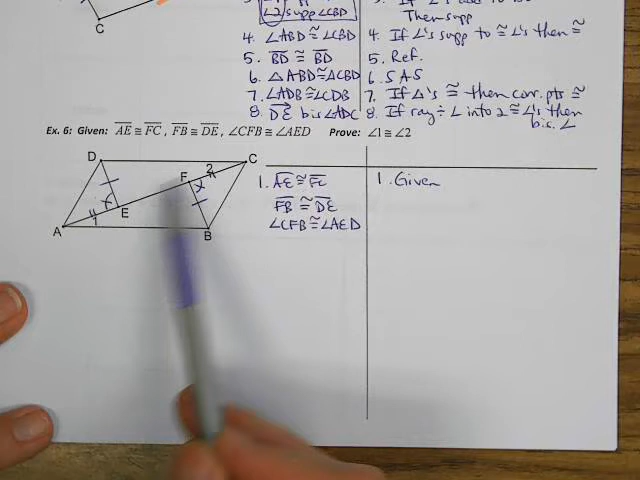 ∠2 supp ∠CBD
Then supp
4. ∠ABD ≅ ∠CBD 4. If ∠'s supp to ≅ ∠'s then ≅
5. BD ≅ BD 5. Ref.
6. △ABD ≅ △CBD 6. SAS
7. ∠ADB ≅ ∠CDB 7. If △'s ≅ then corr. pts ≅
8. DE bis ∠ADC 8. If ray ÷ ∠ into 2 ≅ ∠'s then
bis. ∠
Ex. 6: Given: AE ≅ FC , FB ≅ DE , ∠CFB ≅ ∠AED Prove: ∠1 ≅ ∠2
C
D
C
F
2
E
1
A
B
1. AE ≅ FC 1. Given
FB ≅ DE
∠CFB ≅ ∠AED